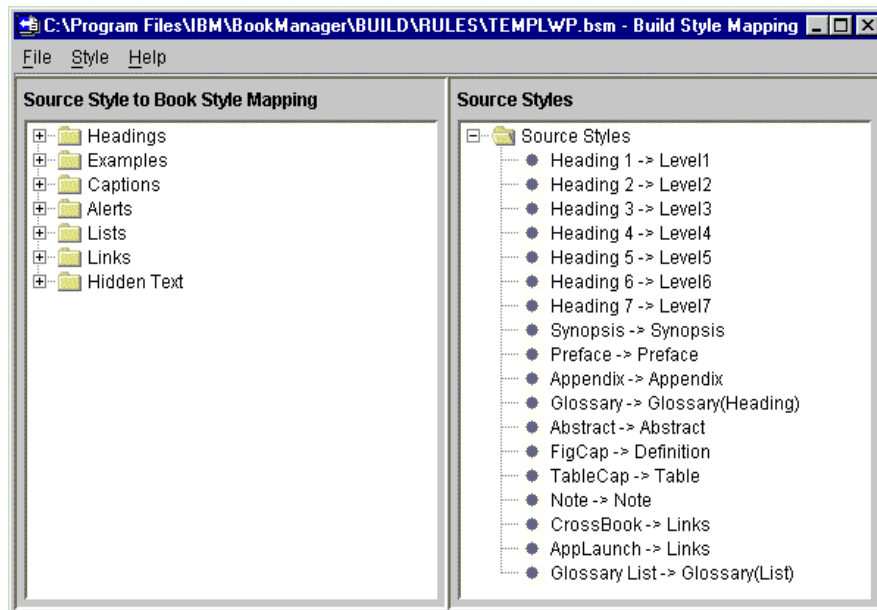 C:\Program Files\IBM\BookManager\BUILD\RULES\TEMPLWP.bsm - Build Style Mapping
File Style Help
Source Style to Book Style Mapping
Headings
Examples
Captions
Alerts
Lists
Links
Hidden Text
Source Styles
Source Styles
Heading 1 -> Level1
Heading 2 -> Level2
Heading 3 -> Level3
Heading 4 -> Level4
Heading 5 -> Level5
Heading 6 -> Level6
Heading 7 -> Level7
Synopsis -> Synopsis
Preface -> Preface
Appendix -> Appendix
Glossary -> Glossary(Heading)
Abstract -> Abstract
FigCap -> Definition
TableCap -> Table
Note -> Note
CrossBook -> Links
AppLaunch -> Links
Glossary List -> Glossary(List)